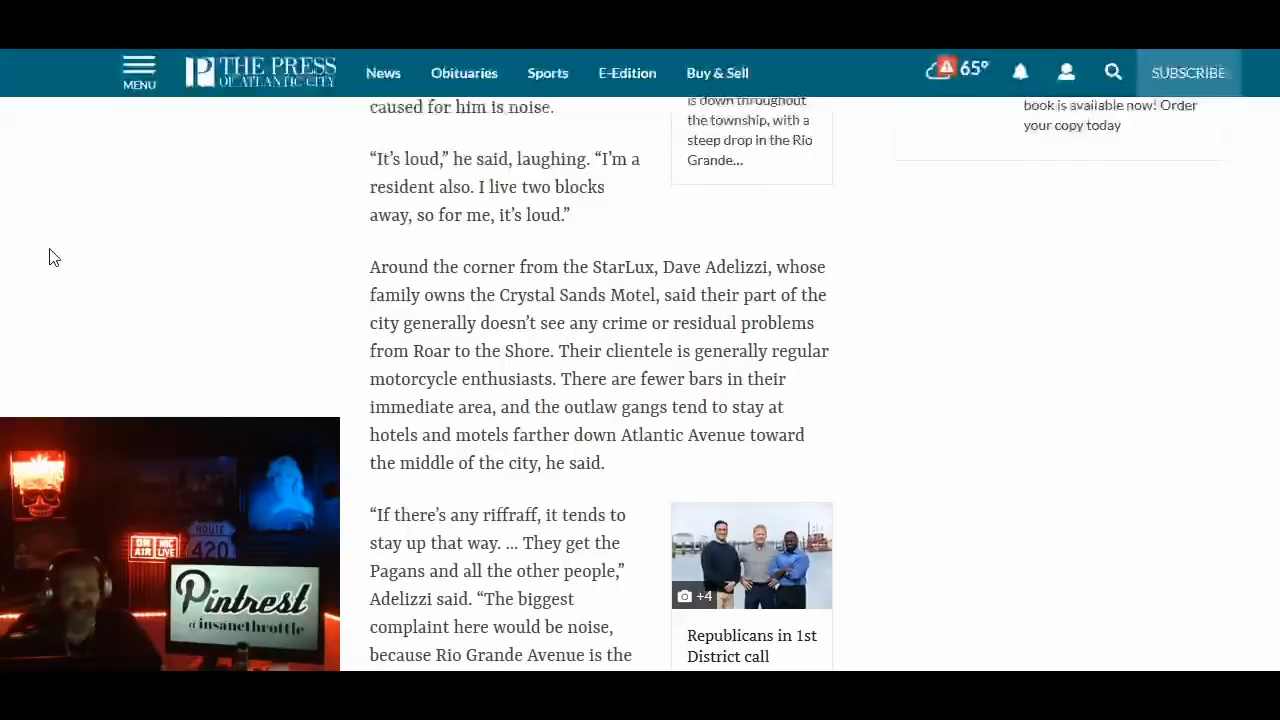 MENU
THE PRESS
OF ATLANTIC CITY
News
Obituaries
Sports
E-Edition
Buy & Sell
65°
SUBSCRIBE
caused for him is noise.
“It’s loud,” he said, laughing. “I’m a
resident also. I live two blocks
away, so for me, it’s loud.”
is down throughout
the township, with a
steep drop in the Rio
Grande...
book is available now! Order
your copy today
Around the corner from the StarLux, Dave Adelizzi, whose
family owns the Crystal Sands Motel, said their part of the
city generally doesn’t see any crime or residual problems
from Roar to the Shore. Their clientele is generally regular
motorcycle enthusiasts. There are fewer bars in their
immediate area, and the outlaw gangs tend to stay at
hotels and motels farther down Atlantic Avenue toward
the middle of the city, he said.
“If there’s any riffraff, it tends to
stay up that way. ... They get the
Pagans and all the other people,”
Adelizzi said. “The biggest
complaint here would be noise,
because Rio Grande Avenue is the
+4
Republicans in 1st
District call
ROUTE
420
ON AIR
MIC LIVE
Pintrest
@insanethrottle